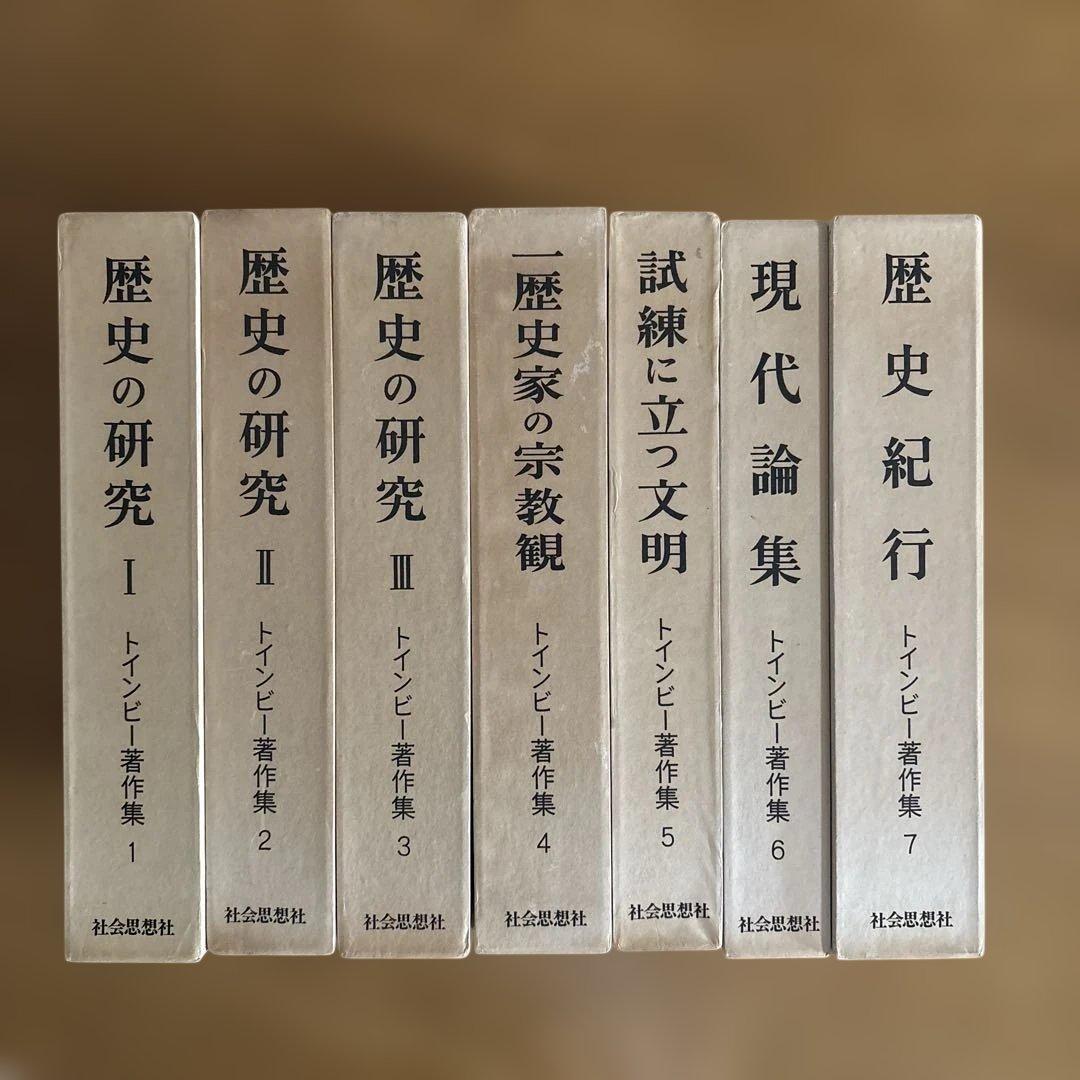 歴史の研究 Ⅰ
トインビー著作集 1
社会思想社
歴史の研究 Ⅱ
トインビー著作集 2
社会思想社
歴史の研究 Ⅲ
トインビー著作集 3
社会思想社
一歴史家の宗教観
トインビー著作集 4
社会思想社
試練に立つ文明
トインビー著作集 5
社会思想社
現代論集
トインビー著作集 6
社会思想社
歴史紀行
トインビー著作集 7
社会思想社